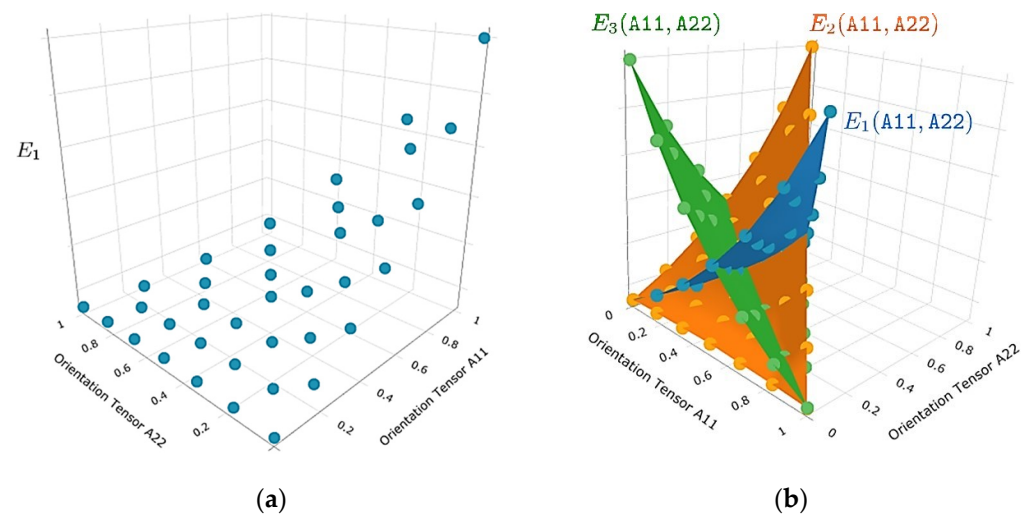 E₃(A11, A22)
E₂(A11, A22)
E₁(A11, A22)
E₁
1
0.8
0.6
0.4
0.2
Orientation Tensor A22
0.2
0.4
0.6
0.8
1
Orientation Tensor A11
0
0.2
0.4
0.6
0.8
1
Orientation Tensor A11
0
0.2
0.4
0.6
0.8
1
Orientation Tensor A22
(a)
(b)